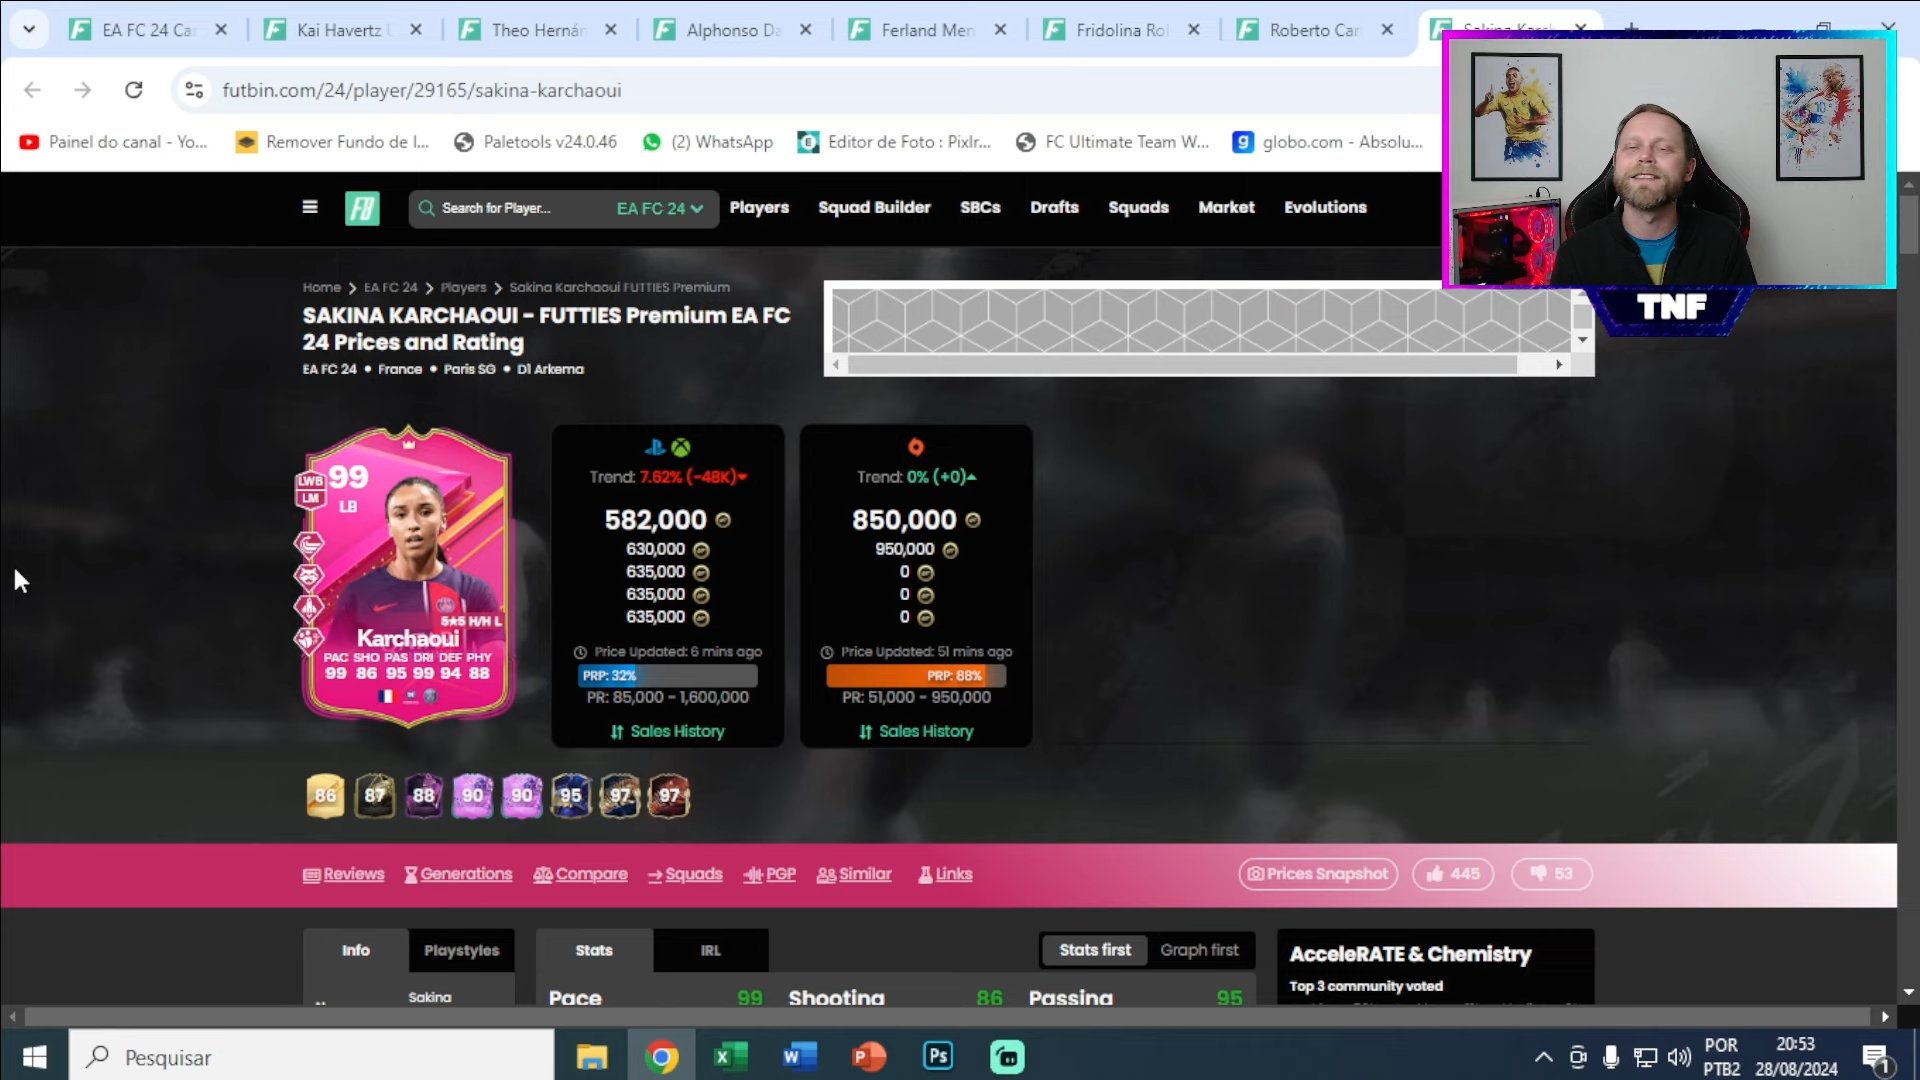 EA FC 24 Ca
Kai Havertz
Theo Hernár
Alphonso Da
Ferland Men
Fridolina Rol
Roberto Car
futbin.com/24/player/29165/sakina-karchaoui
Painel do canal - Yo...
Remover Fundo de I...
Paletools v24.0.46
(2) WhatsApp
Editor de Foto : Pixlr...
FC Ultimate Team W...
globo.com - Absolu...
Search for Player...
EA FC 24
Players
Squad Builder
SBCs
Drafts
Squads
Market
Evolutions
TNF
Home > EA FC 24 > Players > Sakina Karchaoui FUTTIES Premium
SAKINA KARCHAOUI - FUTTIES Premium EA FC
24 Prices and Rating
EA FC 24 • France • Paris SG • D1 Arkema
99
LB
LWB
LM
5★5 H/H L
Karchaoui
PAC SHO PAS DRI DEF PHY
99 86 95 99 94 88
Trend: 7.62% (-48K)
582,000
630,000
635,000
635,000
635,000
Price Updated: 6 mins ago
PRP: 32%
PR: 85,000 - 1,600,000
Sales History
Trend: 0% (+0)
850,000
950,000
0
0
0
Price Updated: 51 mins ago
PRP: 88%
PR: 51,000 - 950,000
Sales History
86 87 88 90 90 95 97 97
Reviews
Generations
Compare
Squads
PGP
Similar
Links
Prices Snapshot
445
53
Info
Playstyles
Stats
IRL
Stats first
Graph first
AcceleRATE & Chemistry
Top 3 community voted
Sakina
Pace 99
Shooting 86
Passing 95
Pesquisar
POR
PTB2
20:53
28/08/2024
1